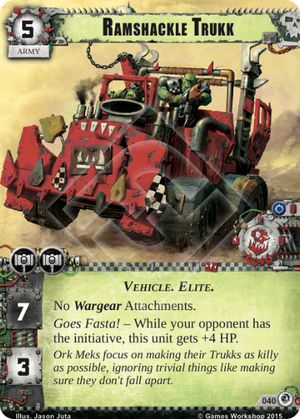 5
ARMY
RAMSHACKLE TRUKK
VEHICLE. ELITE.
7
3
No Wargear Attachments.
Goes Fasta! – While your opponent has
the initiative, this unit gets +4 HP.
Ork Meks focus on making their Trukks as killy
as possible, ignoring trivial things like making
sure they don't fall apart.
040
Illus. Jason Juta
© Games Workshop 2015